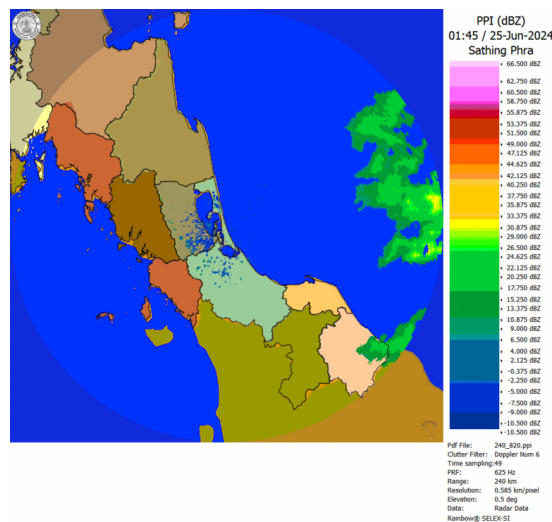 PPI (dBZ)
01:45 / 25-Jun-2024
Sathing Phra
66.500 dBZ
62.750 dBZ
60.500 dBZ
58.750 dBZ
55.875 dBZ
53.375 dBZ
51.500 dBZ
49.000 dBZ
47.125 dBZ
44.625 dBZ
42.125 dBZ
40.250 dBZ
37.750 dBZ
35.875 dBZ
33.375 dBZ
30.875 dBZ
29.000 dBZ
26.500 dBZ
24.625 dBZ
22.125 dBZ
20.250 dBZ
17.750 dBZ
15.250 dBZ
13.375 dBZ
10.875 dBZ
9.000 dBZ
6.500 dBZ
4.000 dBZ
2.125 dBZ
-0.375 dBZ
-2.250 dBZ
-5.000 dBZ
-7.500 dBZ
-9.000 dBZ
-10.500 dBZ
-10.500 dBZ
Pdf File: 240_820.ppi
Clutter Filter: Doppler Num 6
Time sampling:49
PRF: 625 Hz
Range: 240 km
Resolution: 0.585 km/pixel
Elevation: 0.5 deg
Data: Radar Data
Rainbow® SELEX-SI